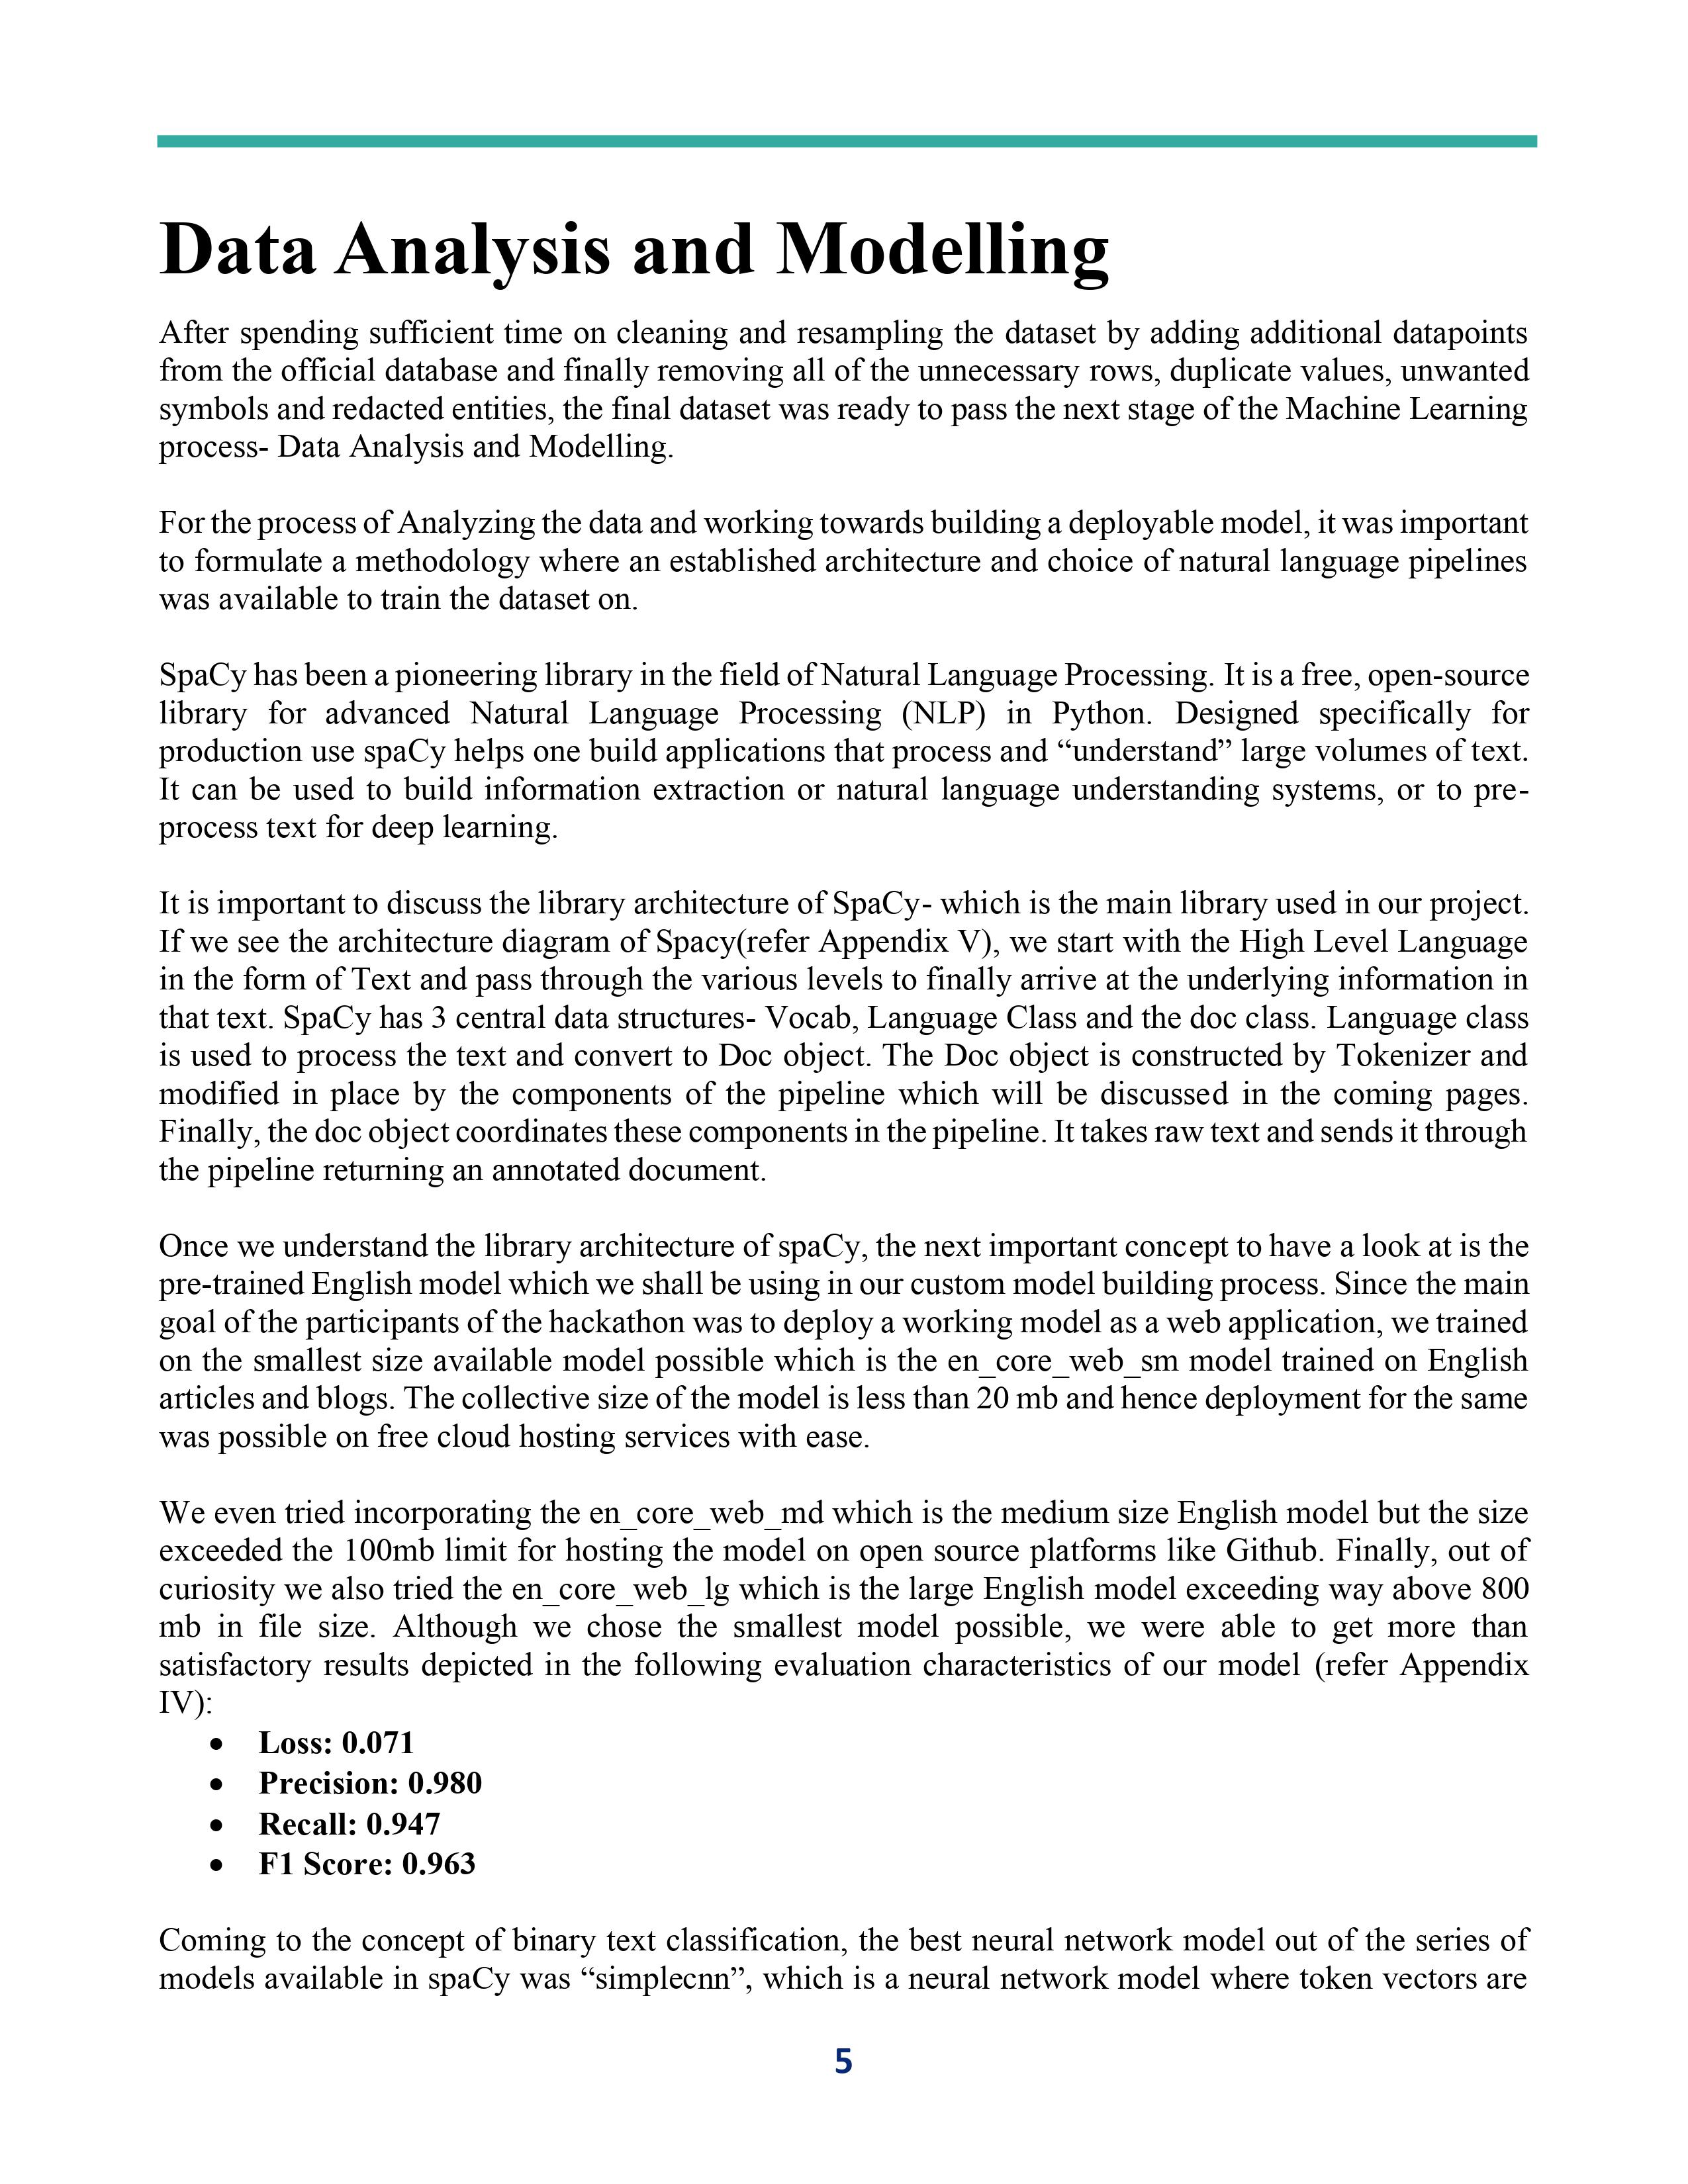 Data Analysis and Modelling
After spending sufficient time on cleaning and resampling the dataset by adding additional datapoints
from the official database and finally removing all of the unnecessary rows, duplicate values, unwanted
symbols and redacted entities, the final dataset was ready to pass the next stage of the Machine Learning
process- Data Analysis and Modelling.
For the process of Analyzing the data and working towards building a deployable model, it was important
to formulate a methodology where an established architecture and choice of natural language pipelines
was available to train the dataset on.
SpaCy has been a pioneering library in the field of Natural Language Processing. It is a free, open-source
library for advanced Natural Language Processing (NLP) in Python. Designed specifically for
production use spaCy helps one build applications that process and “understand” large volumes of text.
It can be used to build information extraction or natural language understanding systems, or to pre-
process text for deep learning.
It is important to discuss the library architecture of SpaCy- which is the main library used in our project.
If we see the architecture diagram of Spacy(refer Appendix V), we start with the High Level Language
in the form of Text and pass through the various levels to finally arrive at the underlying information in
that text. SpaCy has 3 central data structures- Vocab, Language Class and the doc class. Language class
is used to process the text and convert to Doc object. The Doc object is constructed by Tokenizer and
modified in place by the components of the pipeline which will be discussed in the coming pages.
Finally, the doc object coordinates these components in the pipeline. It takes raw text and sends it through
the pipeline returning an annotated document.
Once we understand the library architecture of spaCy, the next important concept to have a look at is the
pre-trained English model which we shall be using in our custom model building process. Since the main
goal of the participants of the hackathon was to deploy a working model as a web application, we trained
on the smallest size available model possible which is the en_core_web_sm model trained on English
articles and blogs. The collective size of the model is less than 20 mb and hence deployment for the same
was possible on free cloud hosting services with ease.
We even tried incorporating the en_core_web_md which is the medium size English model but the size
exceeded the 100mb limit for hosting the model on open source platforms like Github. Finally, out of
curiosity we also tried the en_core_web_lg which is the large English model exceeding way above 800
mb in file size. Although we chose the smallest model possible, we were able to get more than
satisfactory results depicted in the following evaluation characteristics of our model (refer Appendix
IV):
• Loss: 0.071
• Precision: 0.980
• Recall: 0.947
• F1 Score: 0.963
Coming to the concept of binary text classification, the best neural network model out of the series of
models available in spaCy was “simplecnn”, which is a neural network model where token vectors are
5